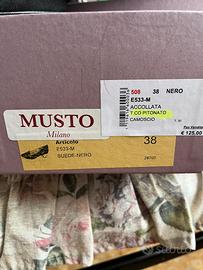 508 38 NERO
E533-M
ACCOLLATA
T.CO PITONATO
CAMOSCIO
€ 125,00
MUSTO
Milano
Articolo
E533-M
SUEDE-NERO
38